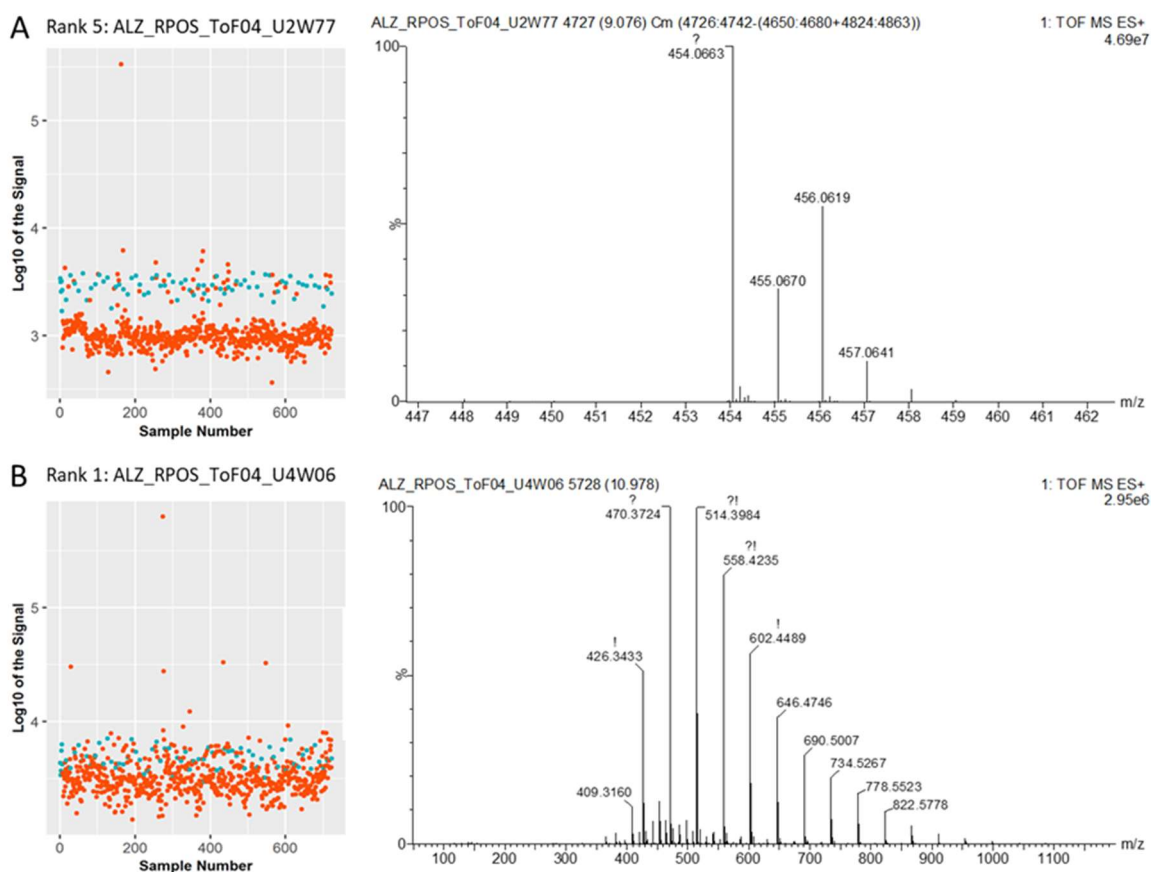 A Rank 5: ALZ_RPOS_ToF04_U2W77
Log10 of the Signal
5
4
3
0 200 400 600
Sample Number
ALZ_RPOS_ToF04_U2W77 4727 (9.076) Cm (4726:4742-(4650:4680+4824:4863))
1: TOF MS ES+
4.69e7
100
%
0
?
454.0663
456.0619
455.0670
457.0641
447 448 449 450 451 452 453 454 455 456 457 458 459 460 461 462 m/z
B Rank 1: ALZ_RPOS_ToF04_U4W06
Log10 of the Signal
5
4
0 200 400 600
Sample Number
ALZ_RPOS_ToF04_U4W06 5728 (10.978)
1: TOF MS ES+
2.95e6
100
%
0
?
470.3724
?!
514.3984
?!
558.4235
!
602.4489
!
426.3433
646.4746
690.5007
734.5267
778.5523
822.5778
409.3160
100 200 300 400 500 600 700 800 900 1000 1100 m/z